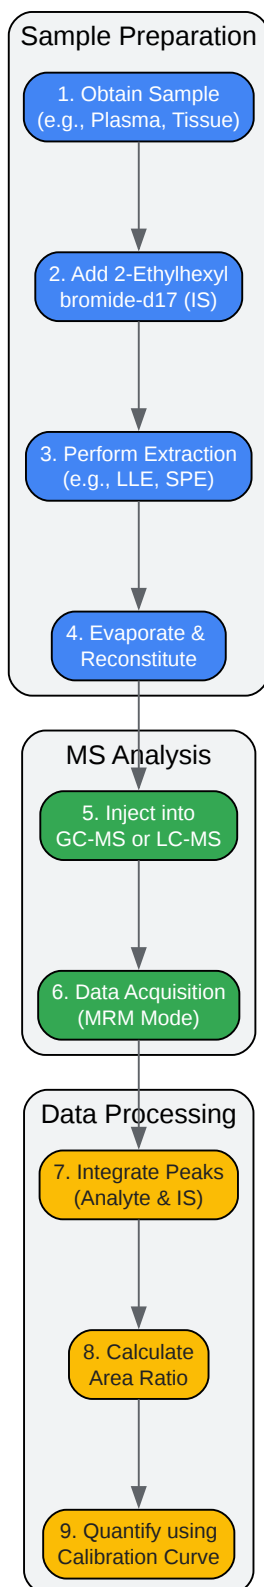 Sample Preparation
1. Obtain Sample
(e.g., Plasma, Tissue)
2. Add 2-Ethylhexyl
bromide-d17 (IS)
3. Perform Extraction
(e.g., LLE, SPE)
4. Evaporate &
Reconstitute
MS Analysis
5. Inject into
GC-MS or LC-MS
6. Data Acquisition
(MRM Mode)
Data Processing
7. Integrate Peaks
(Analyte & IS)
8. Calculate
Area Ratio
9. Quantify using
Calibration Curve